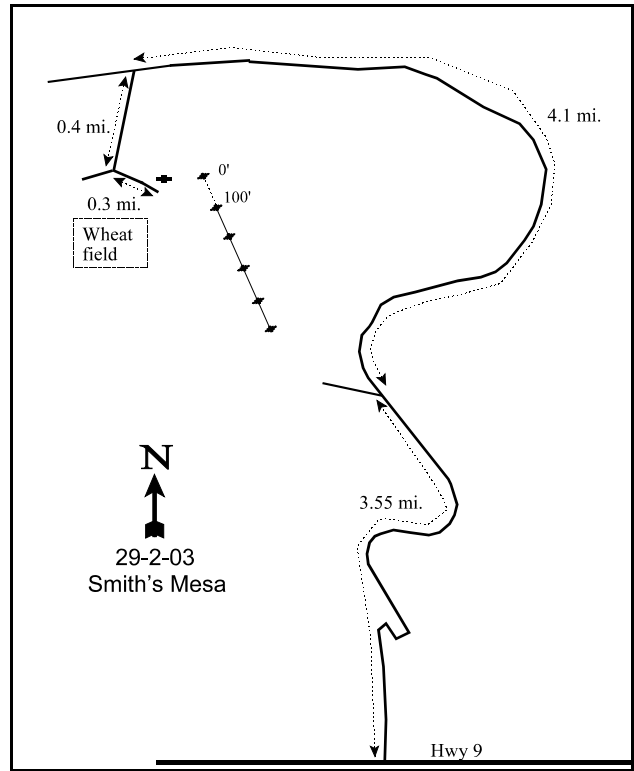 4.1 mi.
0.4 mi.
0'
100'
0.3 mi.
Wheat
field
N
3.55 mi.
29-2-03
Smith's Mesa
Hwy 9